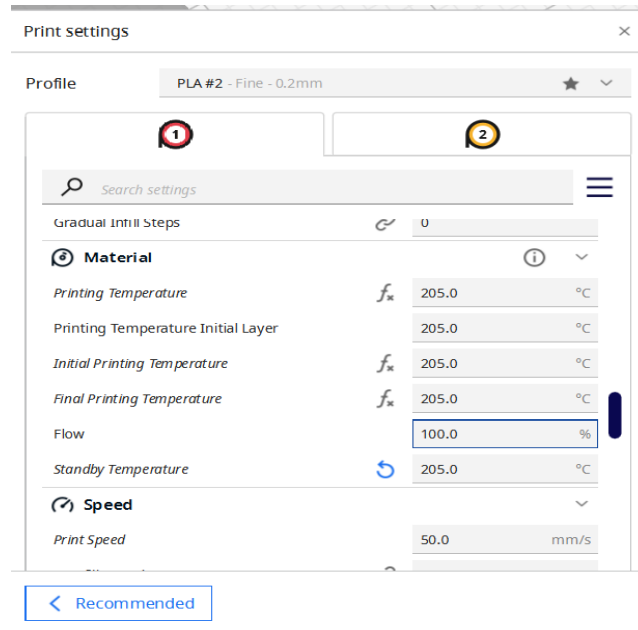 Print settings
Profile PLA #2 - Fine - 0.2mm
1 2
Search settings
Gradual Infill Steps 0
Material
Printing Temperature 205.0 °C
Printing Temperature Initial Layer 205.0 °C
Initial Printing Temperature 205.0 °C
Final Printing Temperature 205.0 °C
Flow 100.0 %
Standby Temperature 205.0 °C
Speed
Print Speed 50.0 mm/s
Recommended